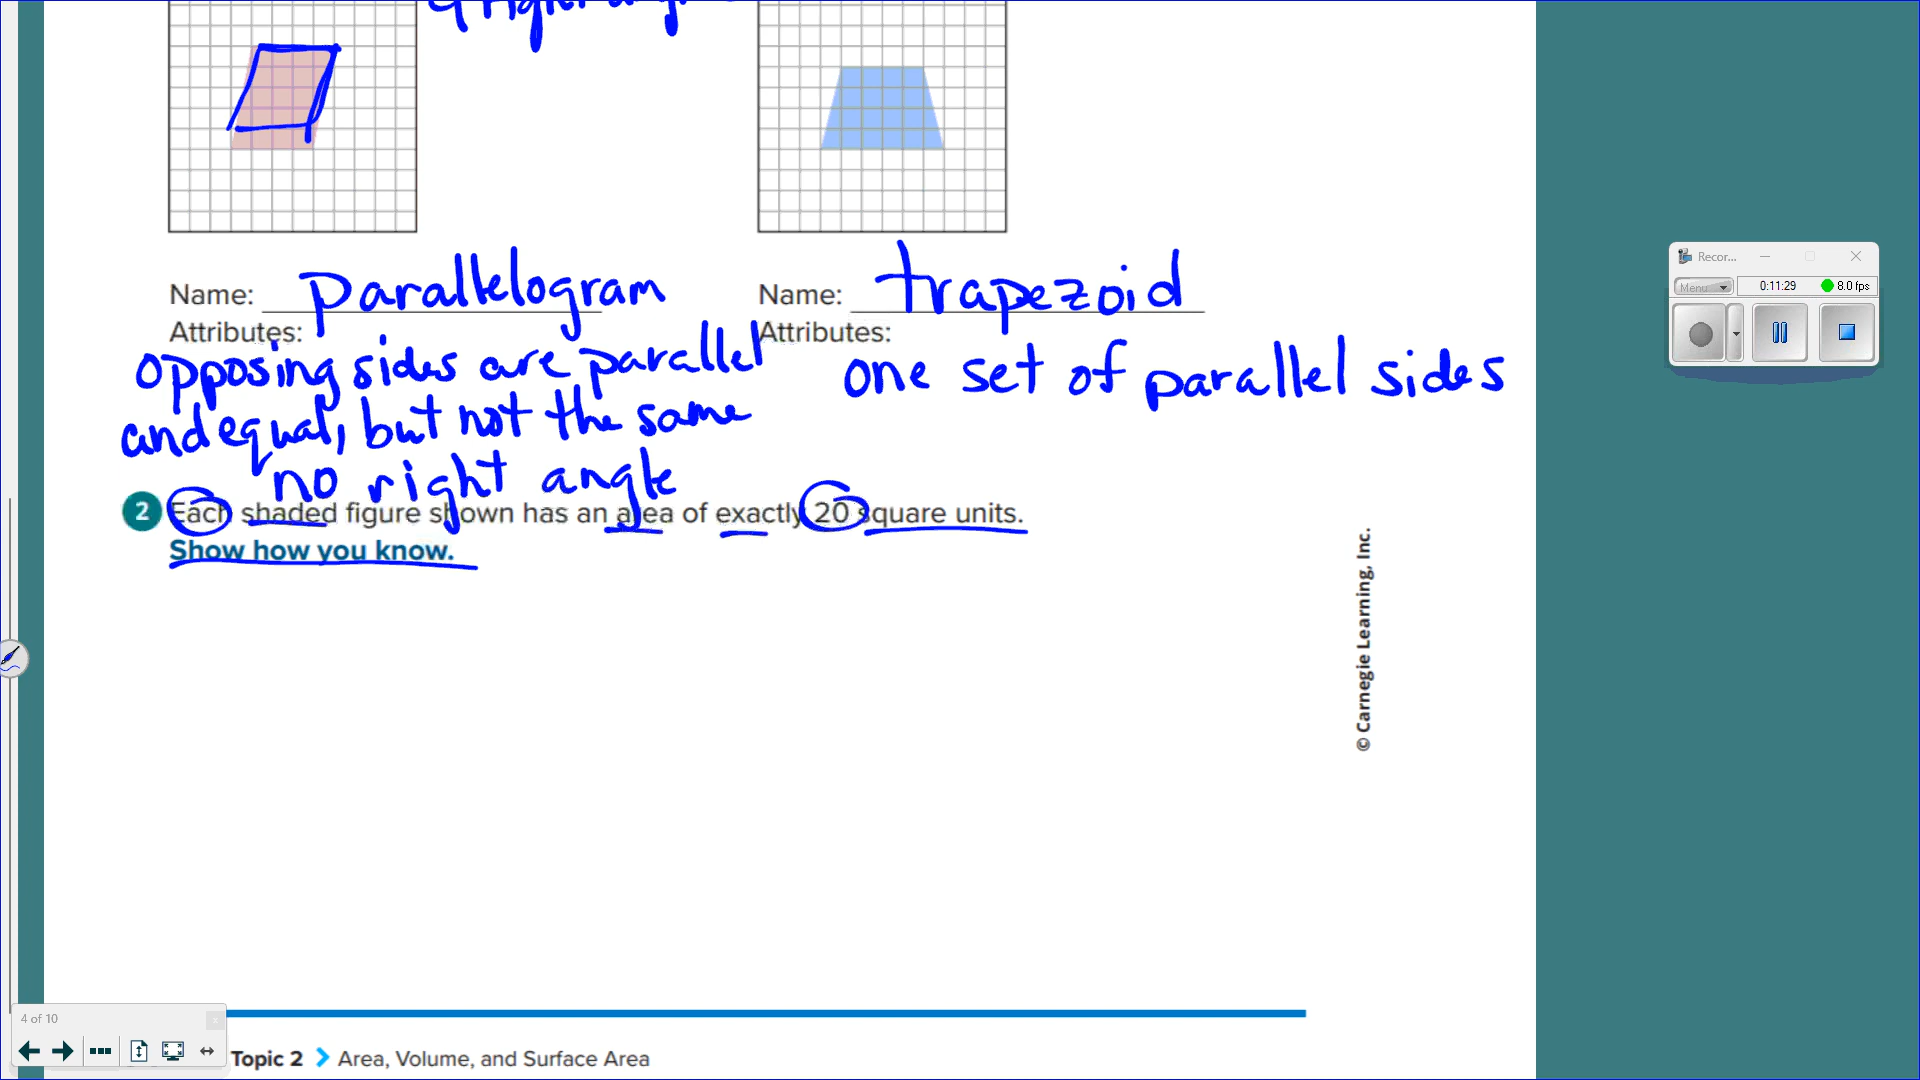 Name: parallelogram
Attributes:
opposing sides are parallel
and equal, but not the same
no right angle
Name: trapezoid
Attributes:
one set of parallel sides
2 Each shaded figure shown has an area of exactly 20 square units.
Show how you know.
© Carnegie Learning, Inc.
Recor...
Menu
0:11:29
8.0 fps
4 of 10
Topic 2 > Area, Volume, and Surface Area